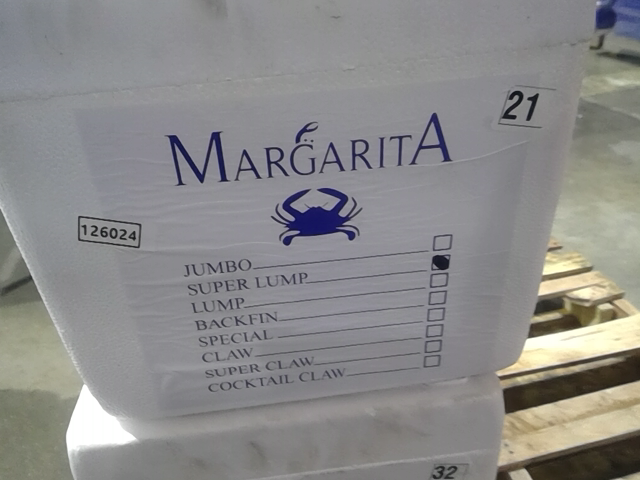 21
MARGARITA
126024
JUMBO
SUPER LUMP
LUMP
BACKFIN
SPECIAL
CLAW
SUPER CLAW
COCKTAIL CLAW
32